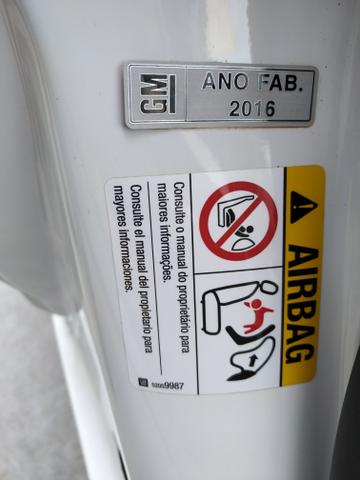 GM
ANO FAB.
2016
AIRBAG
Consulte o manual do proprietário para
maiores informações.
Consulte el manual del propietario para
mayores informaciones.
GM 52059987